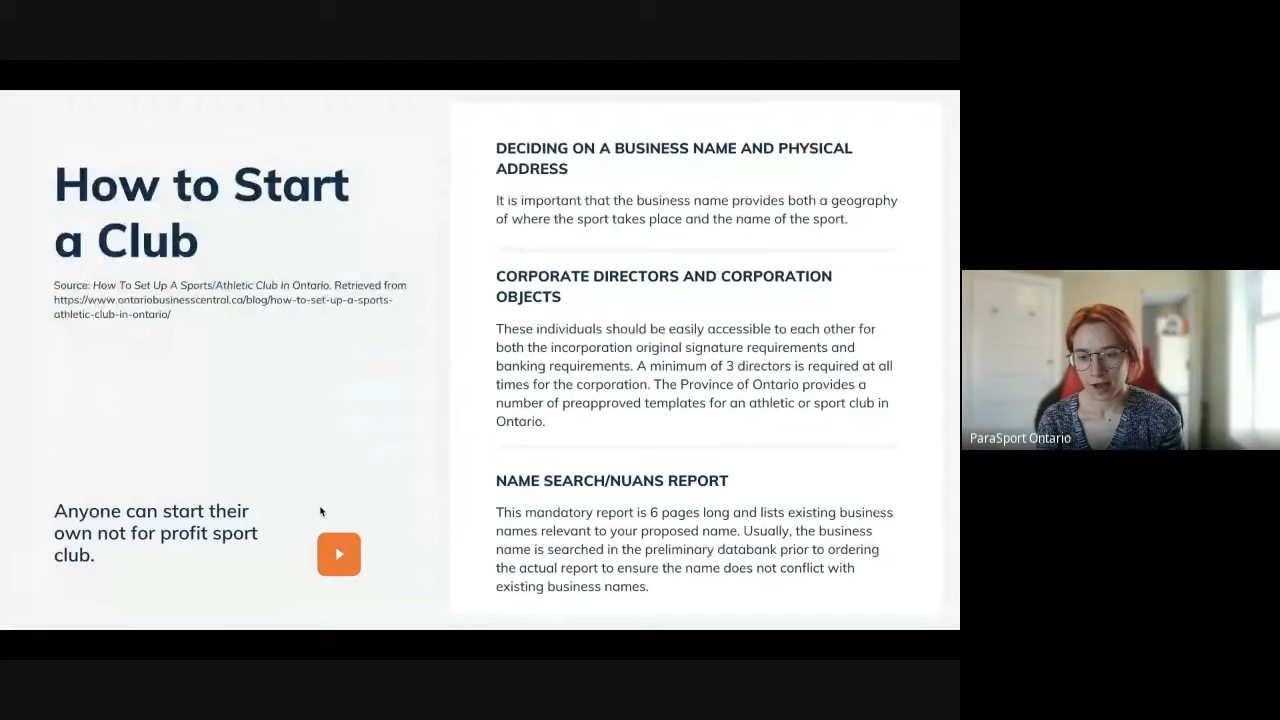 How to Start
a Club
Source: How To Set Up A Sports/Athletic Club In Ontario. Retrieved from
https://www.ontariobusinesscentral.ca/blog/how-to-set-up-a-sports-
athletic-club-in-ontario/
Anyone can start their
own not for profit sport
club.
DECIDING ON A BUSINESS NAME AND PHYSICAL
ADDRESS
It is important that the business name provides both a geography
of where the sport takes place and the name of the sport.
CORPORATE DIRECTORS AND CORPORATION
OBJECTS
These individuals should be easily accessible to each other for
both the incorporation original signature requirements and
banking requirements. A minimum of 3 directors is required at all
times for the corporation. The Province of Ontario provides a
number of preapproved templates for an athletic or sport club in
Ontario.
NAME SEARCH/NUANS REPORT
This mandatory report is 6 pages long and lists existing business
names relevant to your proposed name. Usually, the business
name is searched in the preliminary databank prior to ordering
the actual report to ensure the name does not conflict with
existing business names.
ParaSport Ontario